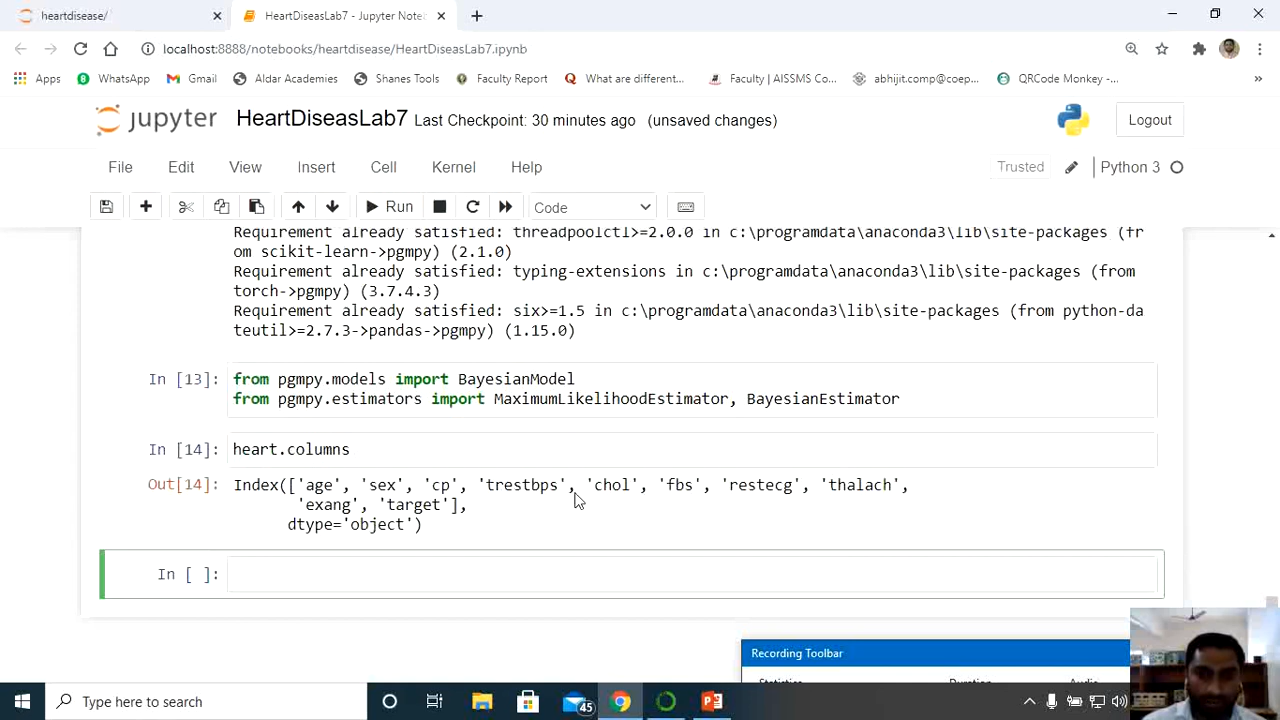 heartdisease/
HeartDiseasLab7 - Jupyter Note
localhost:8888/notebooks/heartdisease/HeartDiseasLab7.ipynb
Apps WhatsApp Gmail Aldar Academies Shanes Tools Faculty Report What are different... Faculty | AISSMS Co... abhijit.comp@coep... QRCode Monkey -... »
jupyter HeartDiseasLab7 Last Checkpoint: 30 minutes ago (unsaved changes) Logout
File Edit View Insert Cell Kernel Help Trusted Python 3
Run Code
Requirement already satisfied: threadpoolctl>=2.0.0 in c:\programdata\anaconda3\lib\site-packages (fr
om scikit-learn->pgmpy) (2.1.0)
Requirement already satisfied: typing-extensions in c:\programdata\anaconda3\lib\site-packages (from
torch->pgmpy) (3.7.4.3)
Requirement already satisfied: six>=1.5 in c:\programdata\anaconda3\lib\site-packages (from python-da
teutil>=2.7.3->pandas->pgmpy) (1.15.0)
In [13]: from pgmpy.models import BayesianModel
from pgmpy.estimators import MaximumLikelihoodEstimator, BayesianEstimator
In [14]: heart.columns
Out[14]: Index(['age', 'sex', 'cp', 'trestbps', 'chol', 'fbs', 'restecg', 'thalach',
'exang', 'target'],
dtype='object')
In [ ]:
Recording Toolbar
Statistics Duration Audio
Type here to search 45